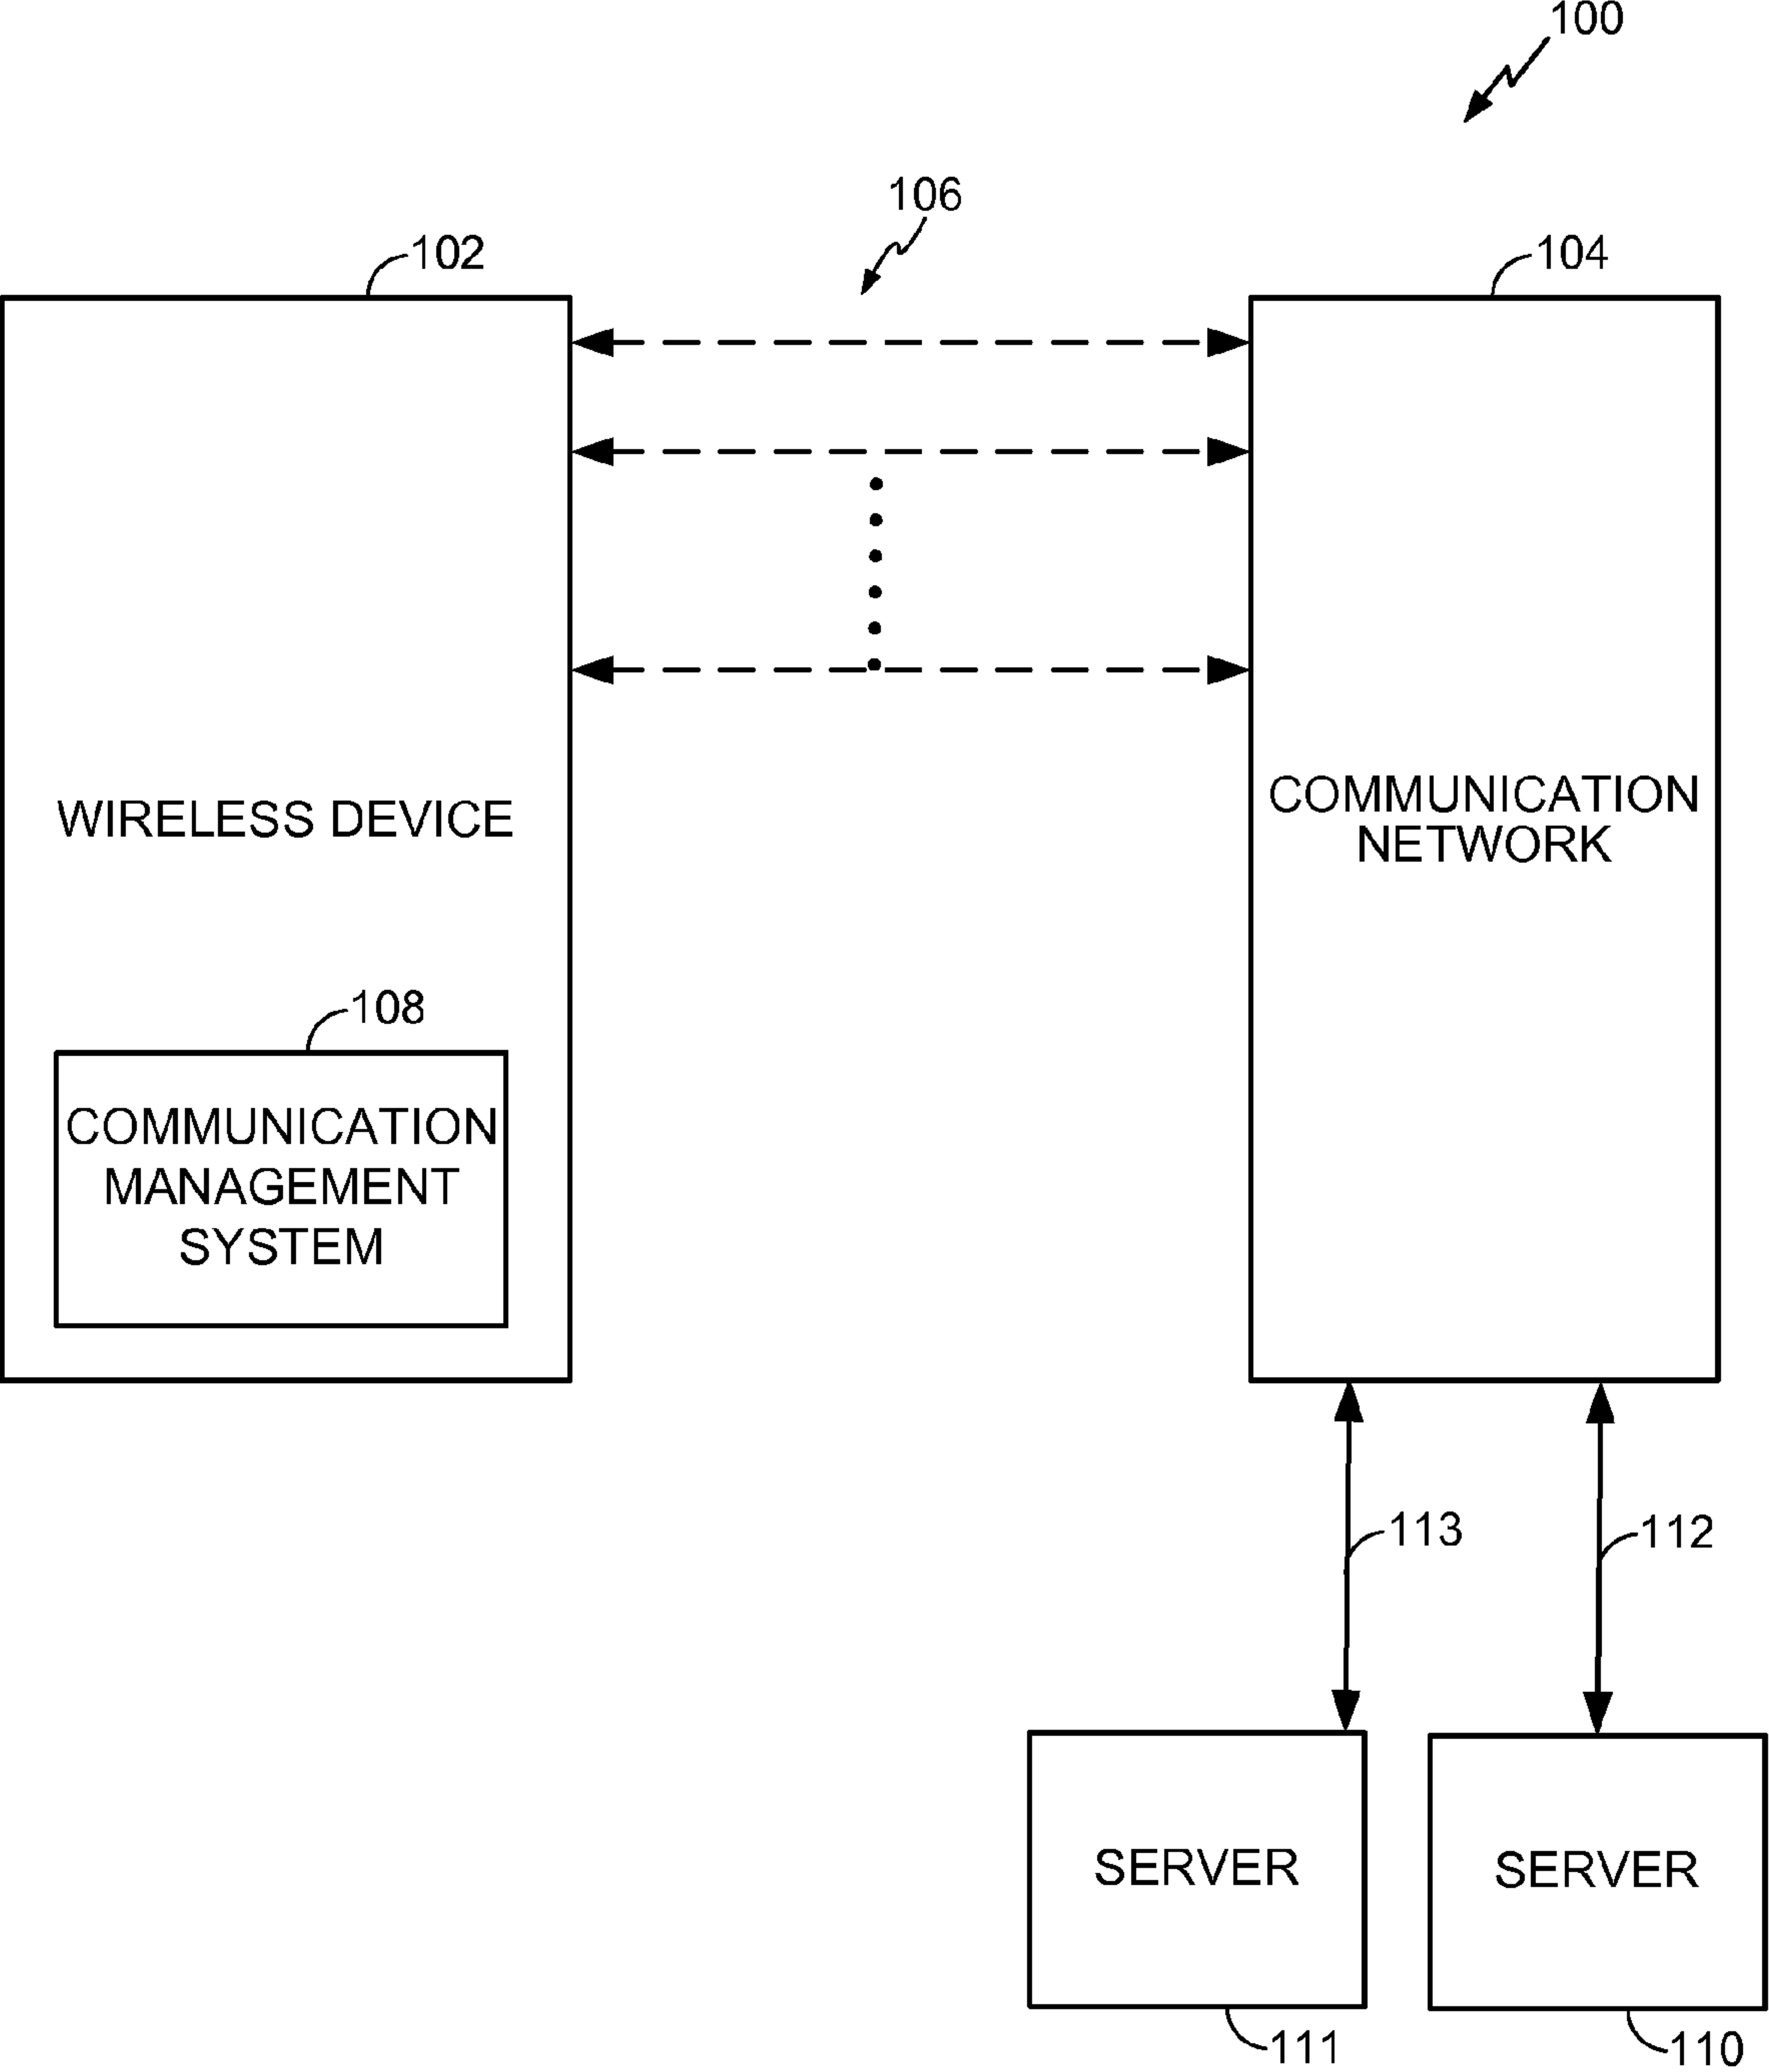 100
106
102
104
WIRELESS DEVICE
COMMUNICATION
NETWORK
108
COMMUNICATION
MANAGEMENT
SYSTEM
113
112
SERVER
SERVER
111
110